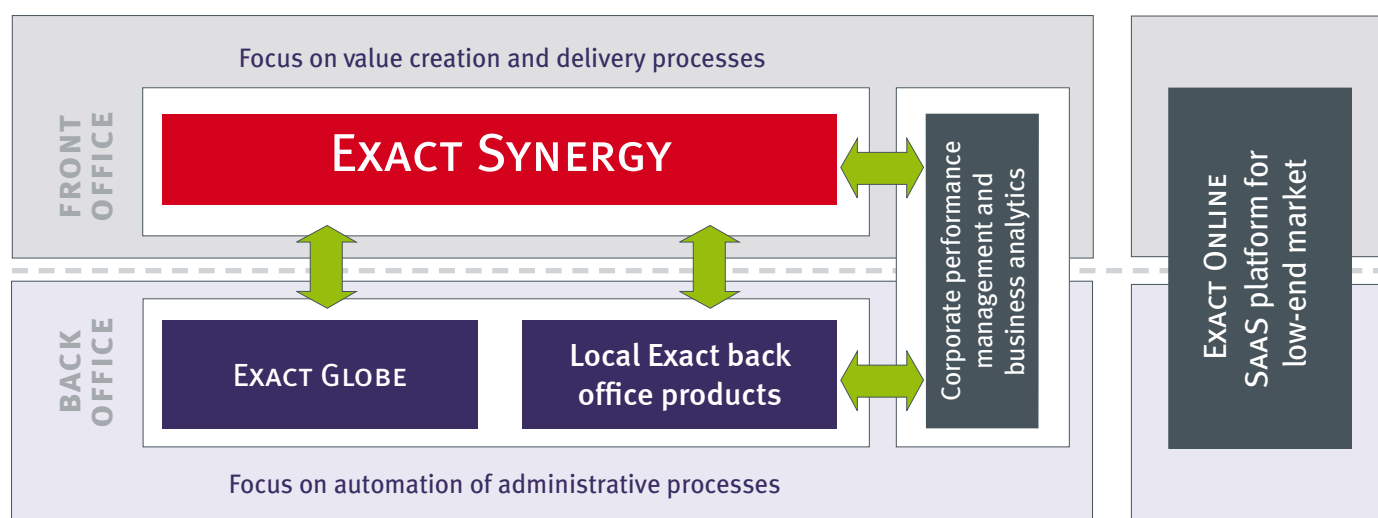 Focus on value creation and delivery processes
FRONT
OFFICE
EXACT SYNERGY
Corporate performance
management and
business analytics
EXACT ONLINE
SAAS platform for
low-end market
BACK
OFFICE
EXACT GLOBE
Local Exact back
office products
Focus on automation of administrative processes